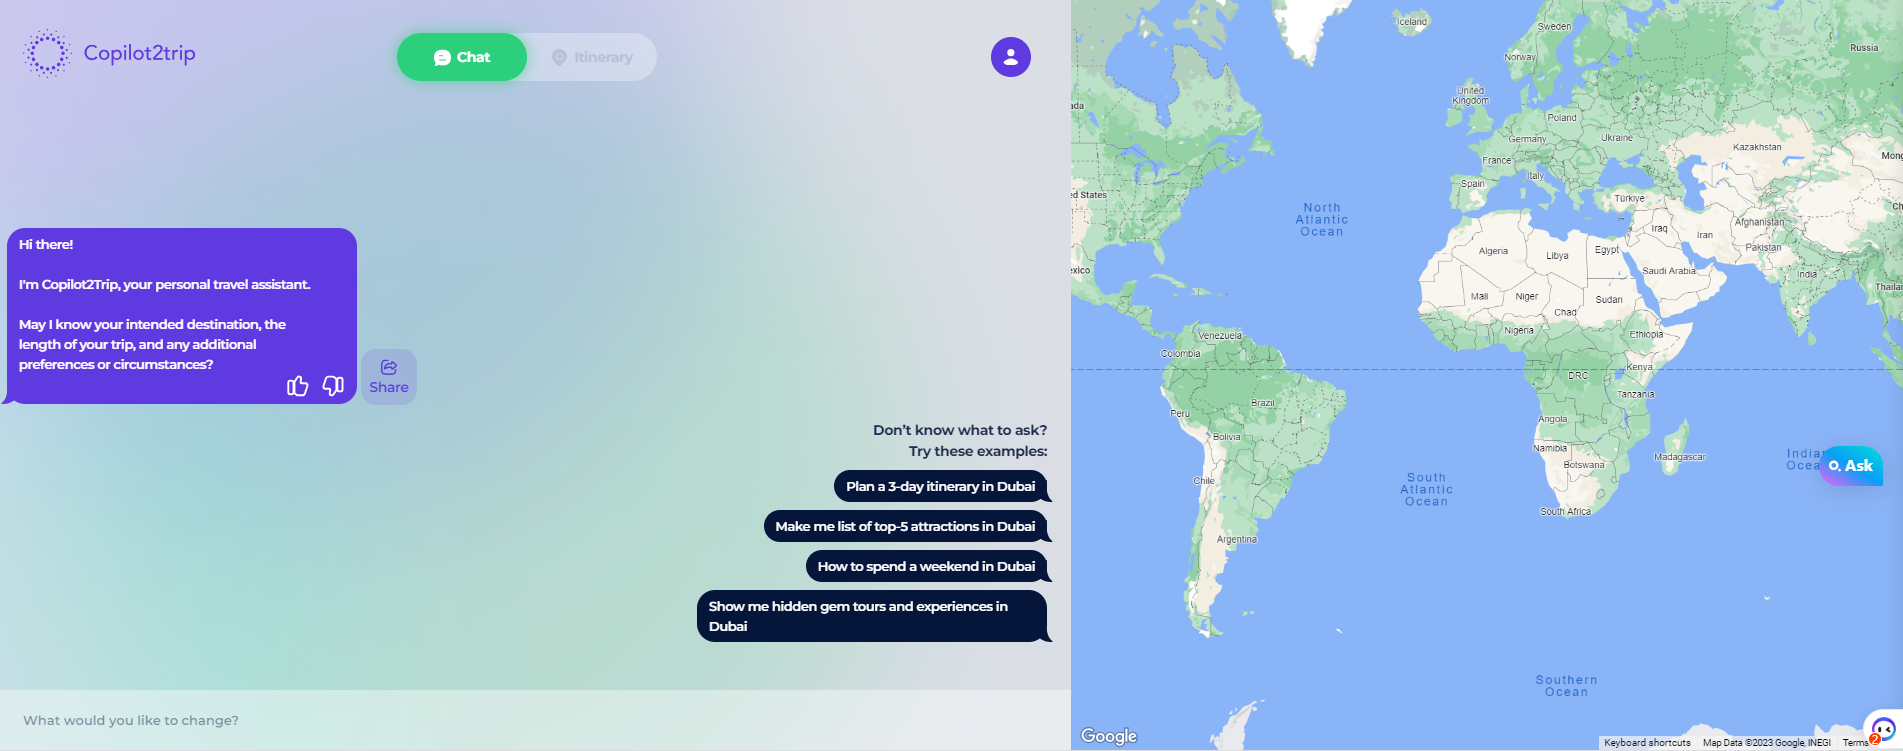 Copilot2trip
Chat
Itinerary
Hi there!
I'm Copilot2Trip, your personal travel assistant.
May I know your intended destination, the
length of your trip, and any additional
preferences or circumstances?
Share
Don't know what to ask?
Try these examples:
Plan a 3-day itinerary in Dubai
Make me list of top-5 attractions in Dubai
How to spend a weekend in Dubai
Show me hidden gem tours and experiences in
Dubai
What would you like to change?
Iceland
Sweden
Russia
Norway
United
Kingdom
ada
Poland
Germany
Ukraine
France
Kazakhstan
Mong
Italy
Spain
ed States
Türkiye
Ch
North
Atlantic
Ocean
Afghanistan
Iraq
Iran
Algeria
Libya
Egypt
Pakistan
exico
Saudi Arabia
India
Thailan
Mali
Niger
Sudan
Chad
Nigeria
Ethiopia
Venezuela
Colombia
Kenya
DRC
Tanzania
Brazil
Peru
Angola
Bolivia
Namibia
Botswana
Madagascar
Indian
Ocea
Ask
Chile
South
Atlantic
Ocean
South Africa
Argentina
Southern
Ocean
Google
Keyboard shortcuts
Map Data ©2023 Google, INEGI
Terms
2